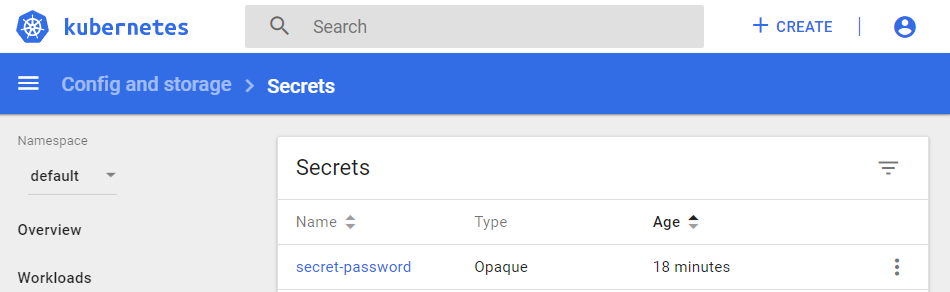 kubernetes
Search
CREATE
Config and storage
Secrets
Namespace
default
Overview
Workloads
Secrets
Name Type Age
secret-password Opaque 18 minutes